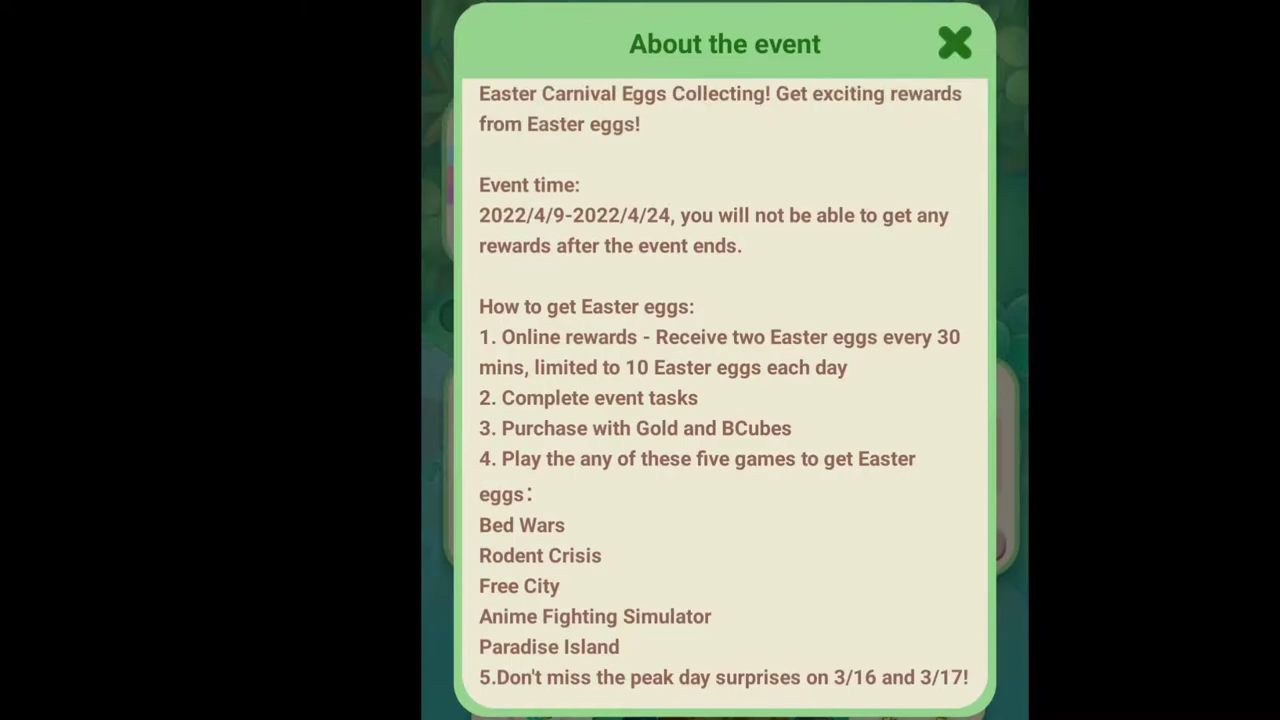 About the event
Easter Carnival Eggs Collecting! Get exciting rewards
from Easter eggs!
Event time:
2022/4/9-2022/4/24, you will not be able to get any
rewards after the event ends.
How to get Easter eggs:
1. Online rewards - Receive two Easter eggs every 30
mins, limited to 10 Easter eggs each day
2. Complete event tasks
3. Purchase with Gold and BCubes
4. Play the any of these five games to get Easter
eggs：
Bed Wars
Rodent Crisis
Free City
Anime Fighting Simulator
Paradise Island
5.Don't miss the peak day surprises on 3/16 and 3/17!